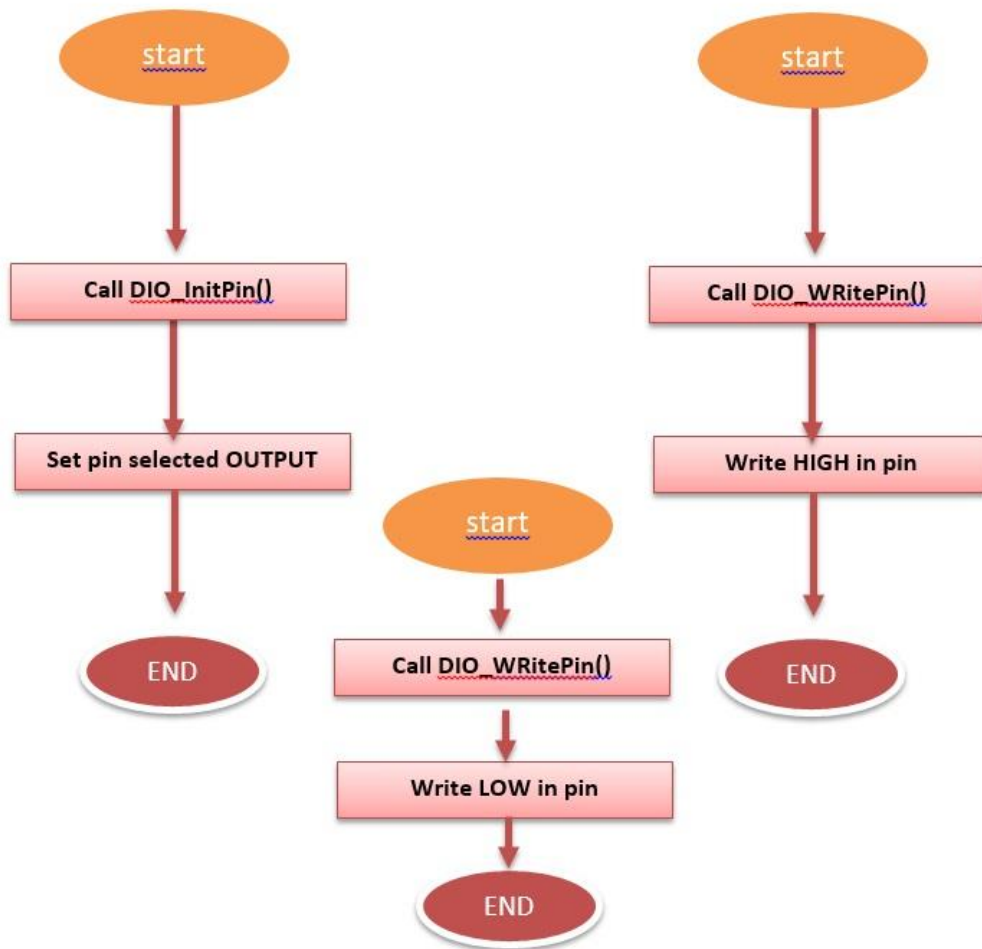 start
Call DIO_InitPin()
Set pin selected OUTPUT
END
start
Call DIO_WRitePin()
Write LOW in pin
END
start
Call DIO_WRitePin()
Write HIGH in pin
END